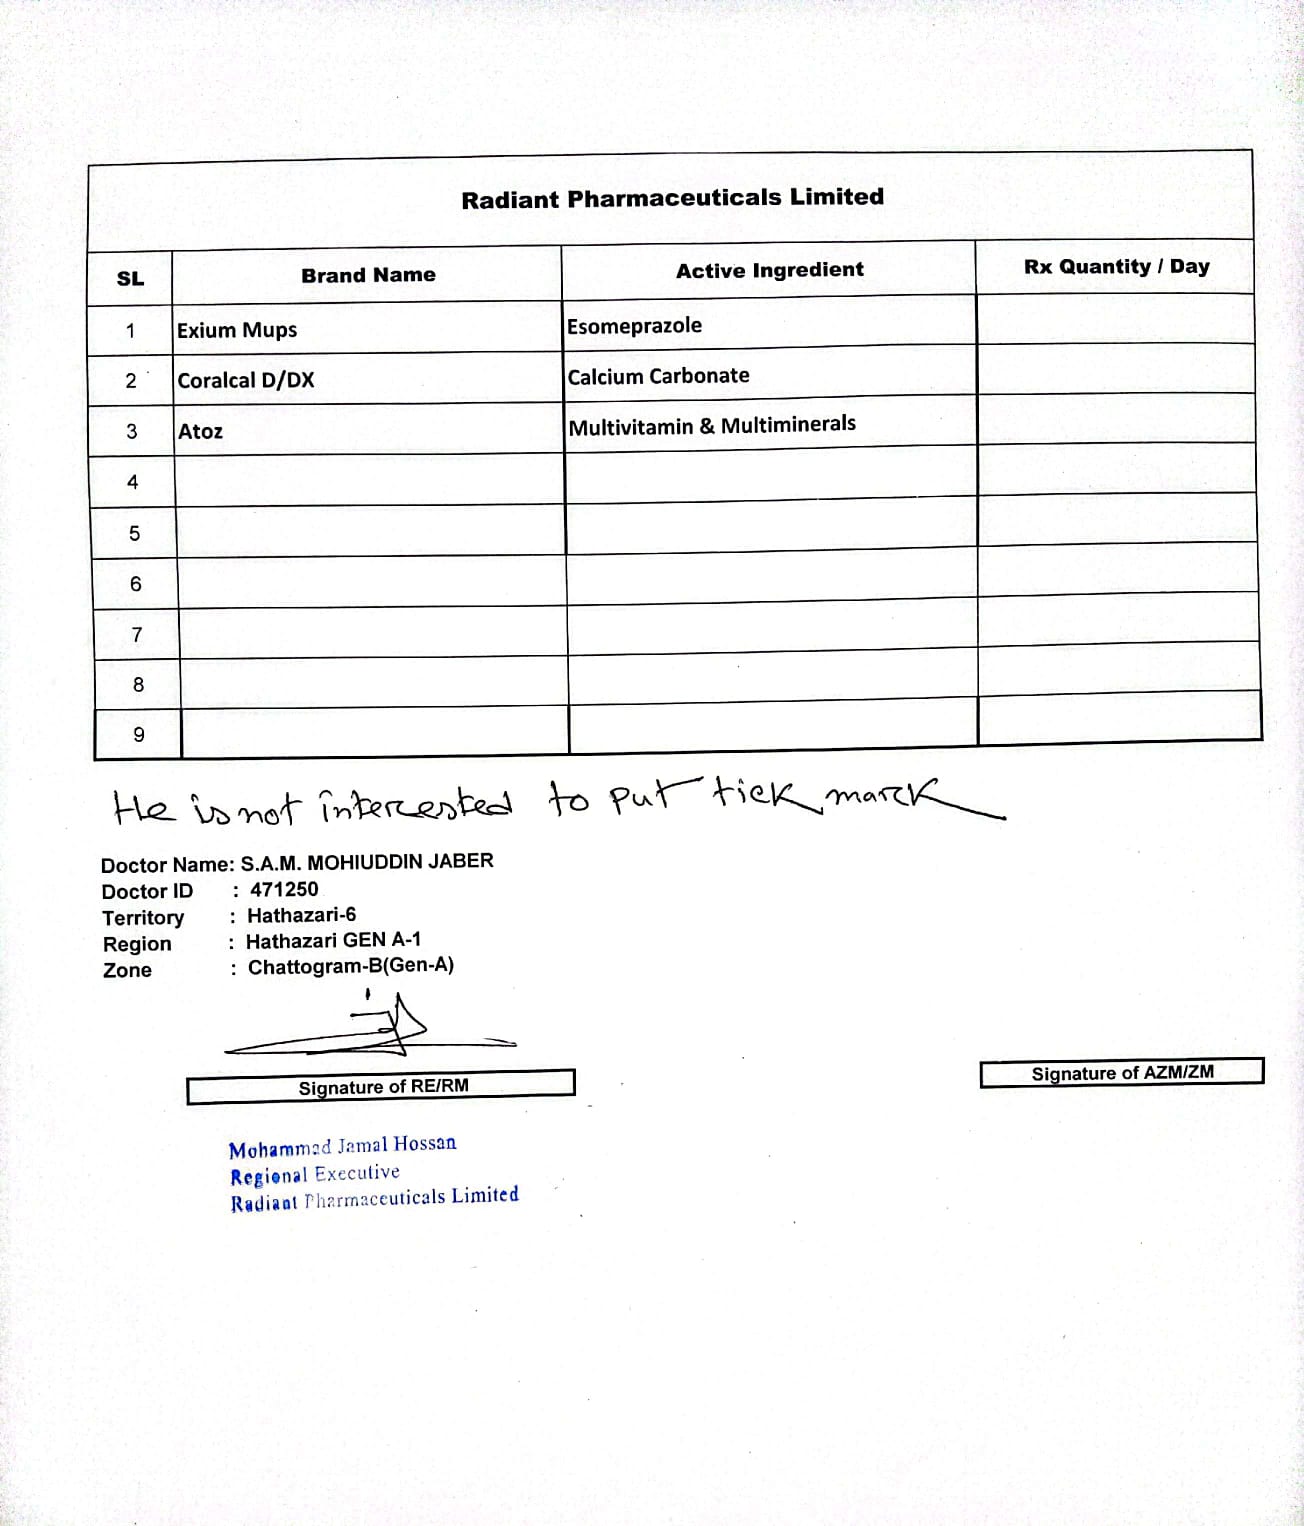 Radiant Pharmaceuticals Limited
SL Brand Name Active Ingredient Rx Quantity / Day
1 Exium Mups Esomeprazole
2 Coralcal D/DX Calcium Carbonate
3 Atoz Multivitamin & Multiminerals
4
5
6
7
8
9
He is not interested to put tick marck
Doctor Name: S.A.M. MOHIUDDIN JABER
Doctor ID : 471250
Territory : Hathazari-6
Region : Hathazari GEN A-1
Zone : Chattogram-B(Gen-A)
Signature of RE/RM
Signature of AZM/ZM
Mohammad Jamal Hossan
Regional Executive
Radiant Pharmaceuticals Limited